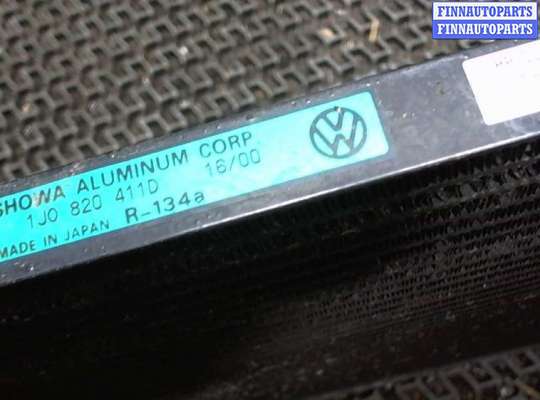 FINNAUTOPARTS
FINNAUTOPARTS
SHOWA ALUMINUM CORP
1J0 820 411D 16/00
MADE IN JAPAN R-134a